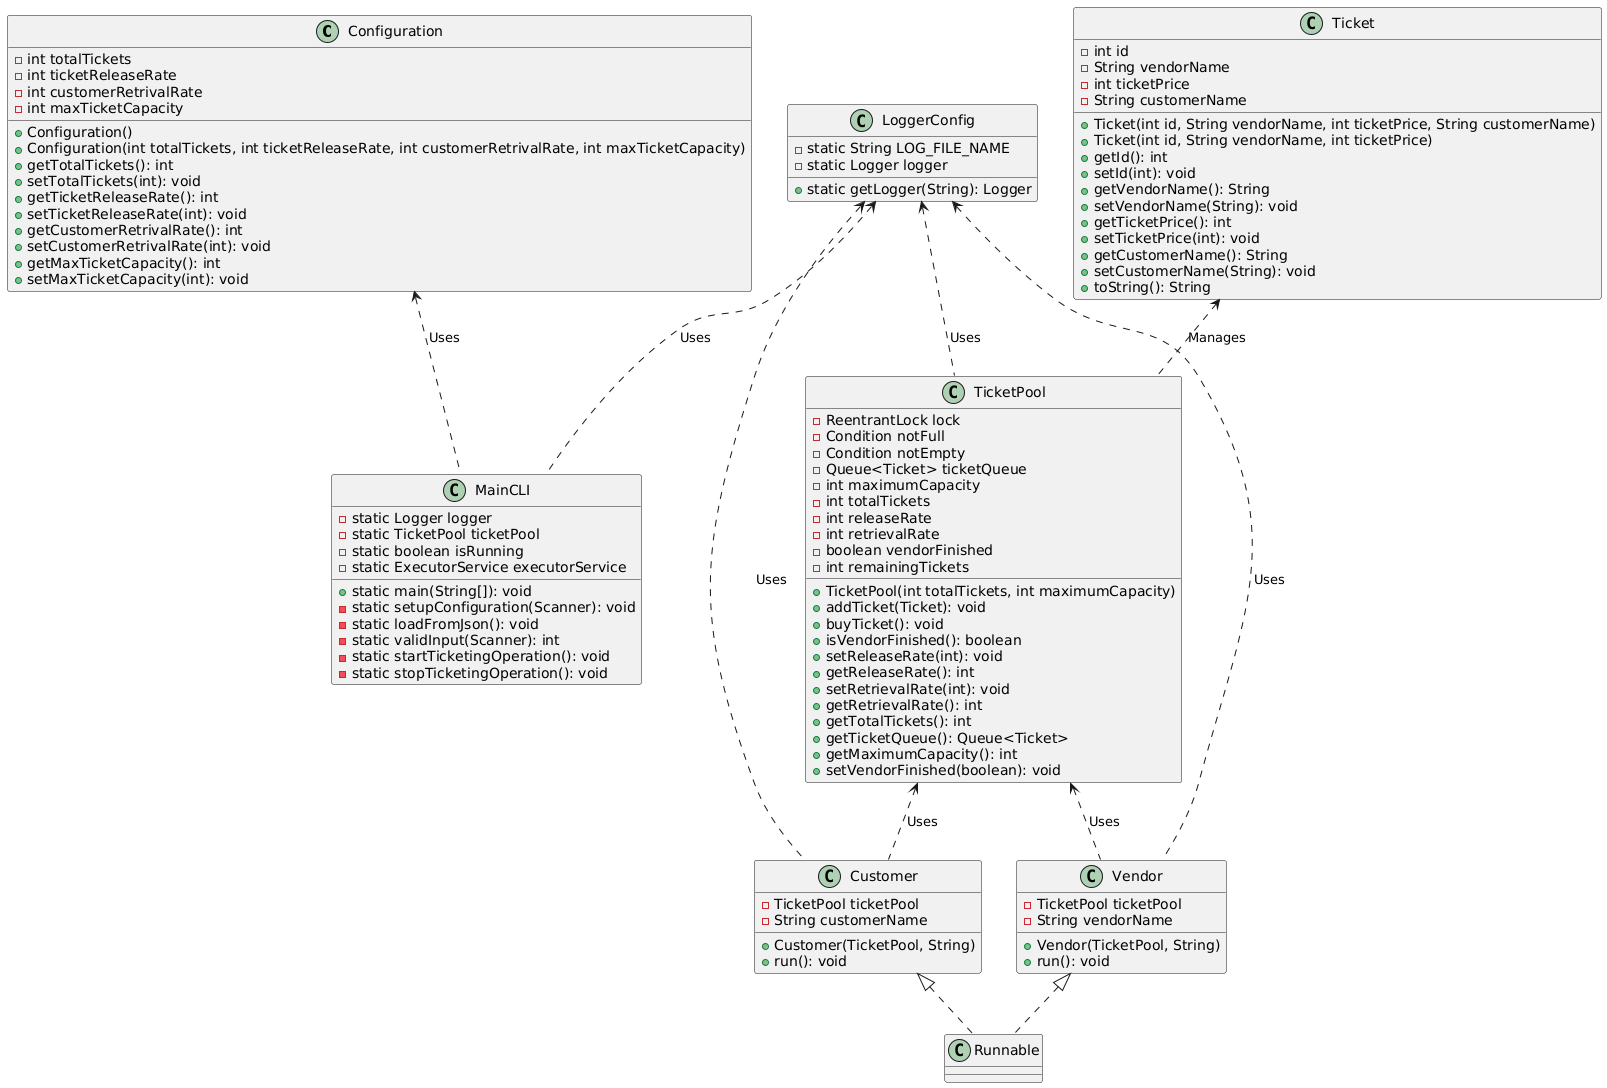 C Configuration
int totalTickets
int ticketReleaseRate
int customerRetrivalRate
int maxTicketCapacity
Configuration()
Configuration(int totalTickets, int ticketReleaseRate, int customerRetrivalRate, int maxTicketCapacity)
getTotalTickets(): int
setTotalTickets(int): void
getTicketReleaseRate(): int
setTicketReleaseRate(int): void
getCustomerRetrivalRate(): int
setCustomerRetrivalRate(int): void
getMaxTicketCapacity(): int
setMaxTicketCapacity(int): void
C LoggerConfig
static String LOG_FILE_NAME
static Logger logger
static getLogger(String): Logger
C Ticket
int id
String vendorName
int ticketPrice
String customerName
Ticket(int id, String vendorName, int ticketPrice, String customerName)
Ticket(int id, String vendorName, int ticketPrice)
getId(): int
setId(int): void
getVendorName(): String
setVendorName(String): void
getTicketPrice(): int
setTicketPrice(int): void
getCustomerName(): String
setCustomerName(String): void
toString(): String
Uses
Uses
Uses
Manages
C MainCLI
static Logger logger
static TicketPool ticketPool
static boolean isRunning
static ExecutorService executorService
static main(String[]): void
static setupConfiguration(Scanner): void
static loadFromJson(): void
static validInput(Scanner): int
static startTicketingOperation(): void
static stopTicketingOperation(): void
Uses
C TicketPool
ReentrantLock lock
Condition notFull
Condition notEmpty
Queue<Ticket> ticketQueue
int maximumCapacity
int totalTickets
int releaseRate
int retrievalRate
boolean vendorFinished
int remainingTickets
TicketPool(int totalTickets, int maximumCapacity)
addTicket(Ticket): void
buyTicket(): void
isVendorFinished(): boolean
setReleaseRate(int): void
getReleaseRate(): int
setRetrievalRate(int): void
getRetrievalRate(): int
getTotalTickets(): int
getTicketQueue(): Queue<Ticket>
getMaximumCapacity(): int
setVendorFinished(boolean): void
Uses
Uses
Uses
C Customer
TicketPool ticketPool
String customerName
Customer(TicketPool, String)
run(): void
C Vendor
TicketPool ticketPool
String vendorName
Vendor(TicketPool, String)
run(): void
C Runnable